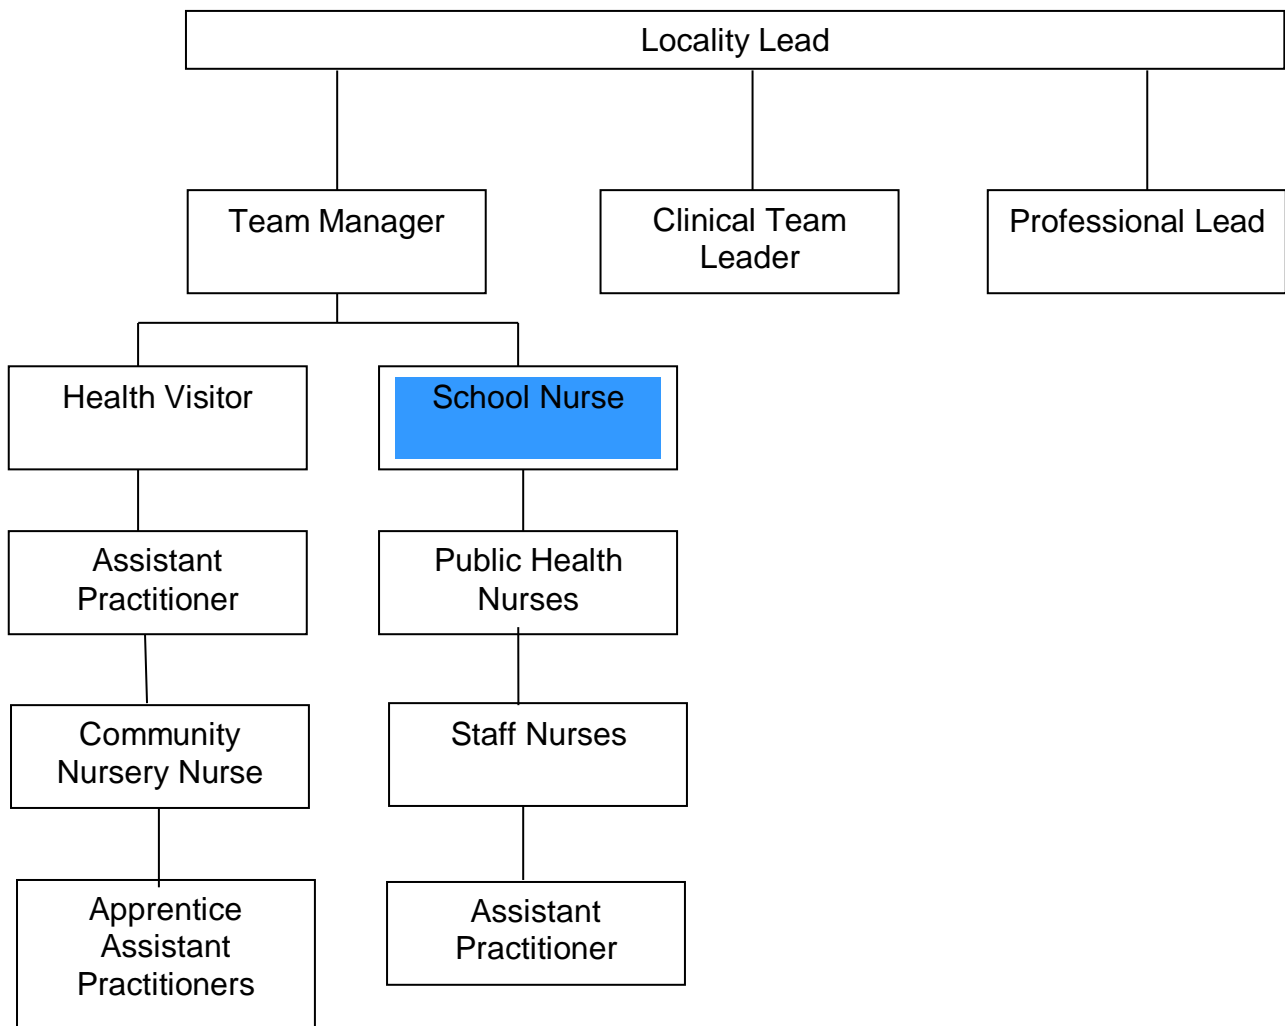 Locality Lead
Team Manager
Clinical Team
Leader
Professional Lead
Health Visitor
School Nurse
Assistant
Practitioner
Public Health
Nurses
Community
Nursery Nurse
Staff Nurses
Apprentice
Assistant
Practitioners
Assistant
Practitioner